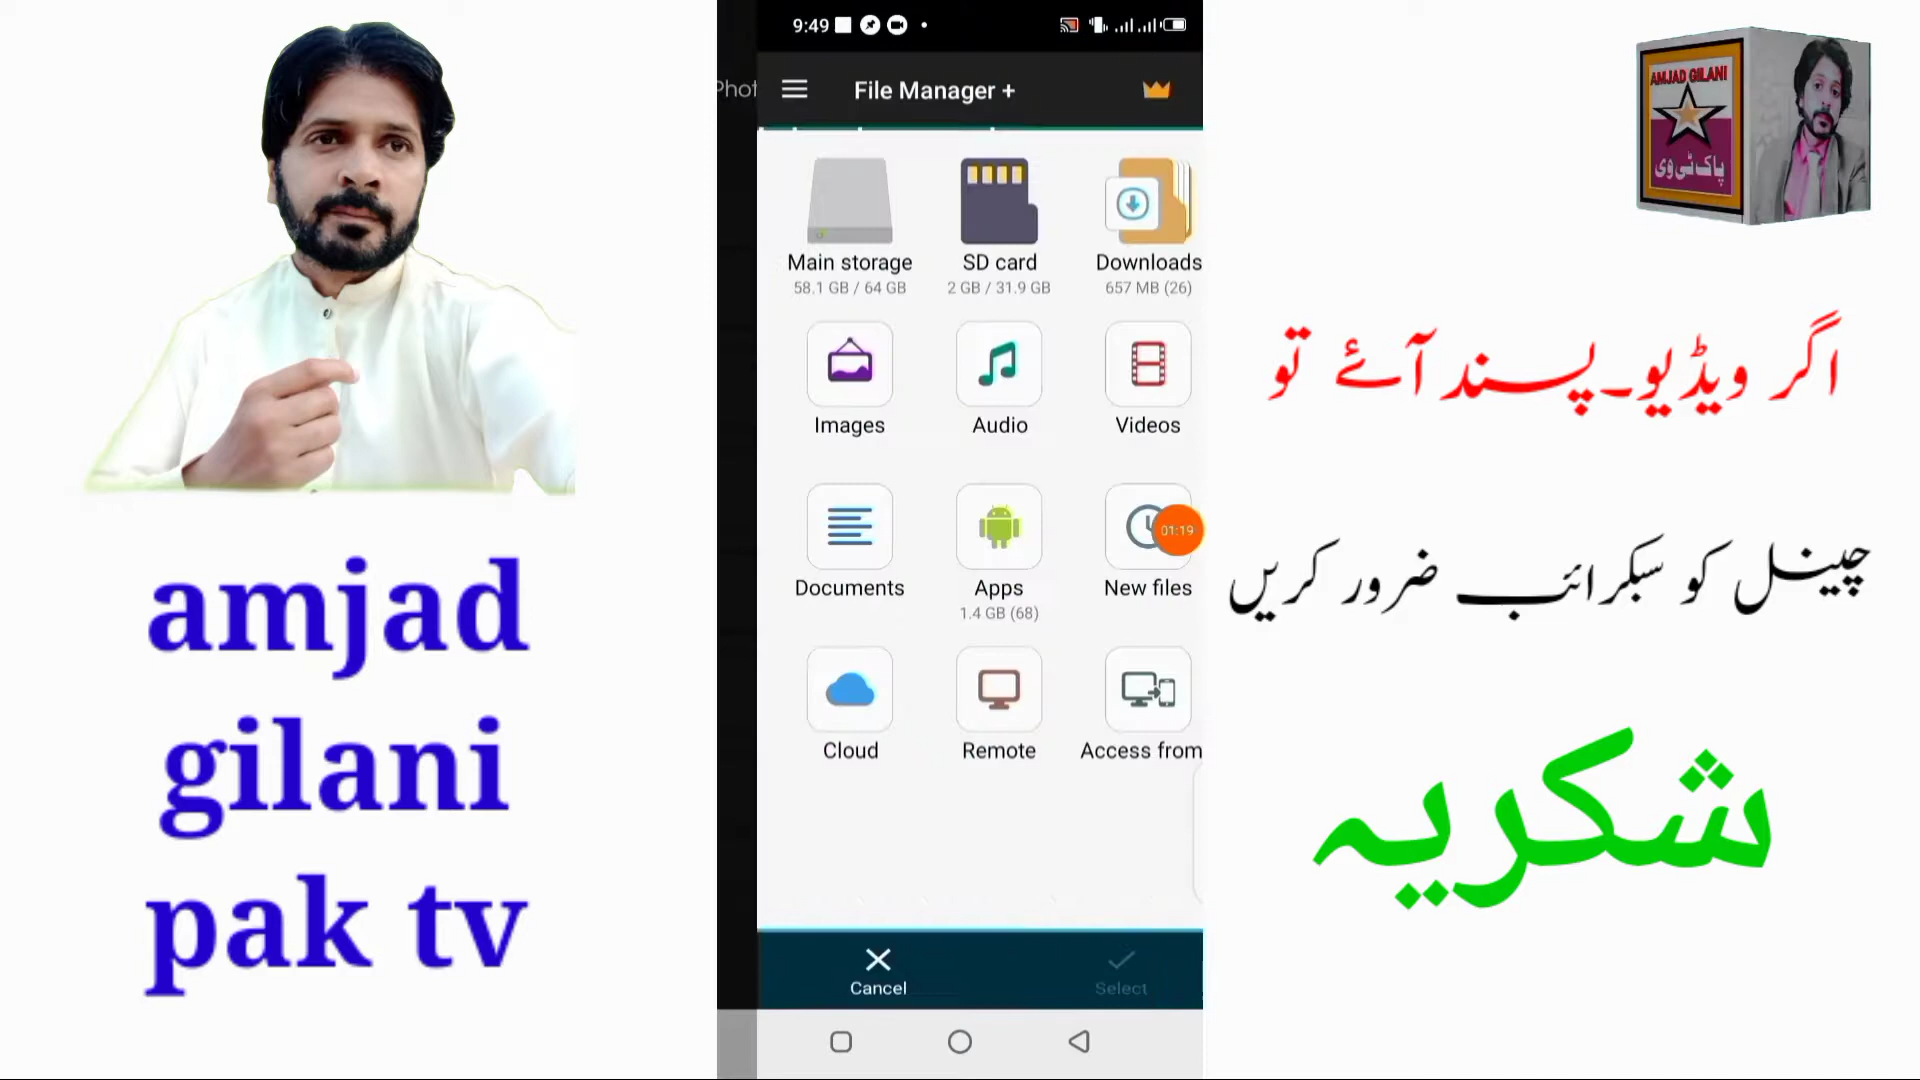 amjad
gilani
pak tv
9:49
Phot
File Manager +
Main storage
58.1 GB / 64 GB
SD card
2 GB / 31.9 GB
Downloads
657 MB (26)
Images
Audio
Videos
Documents
Apps
1.4 GB (68)
New files
01:19
Cloud
Remote
Access from
Cancel
Select
AMJAD GILANI
پاک ٹی وی
اگر ویڈیو۔پسند آئے تو
چینل کو سبکرائب ضرور کریں
شکریہ